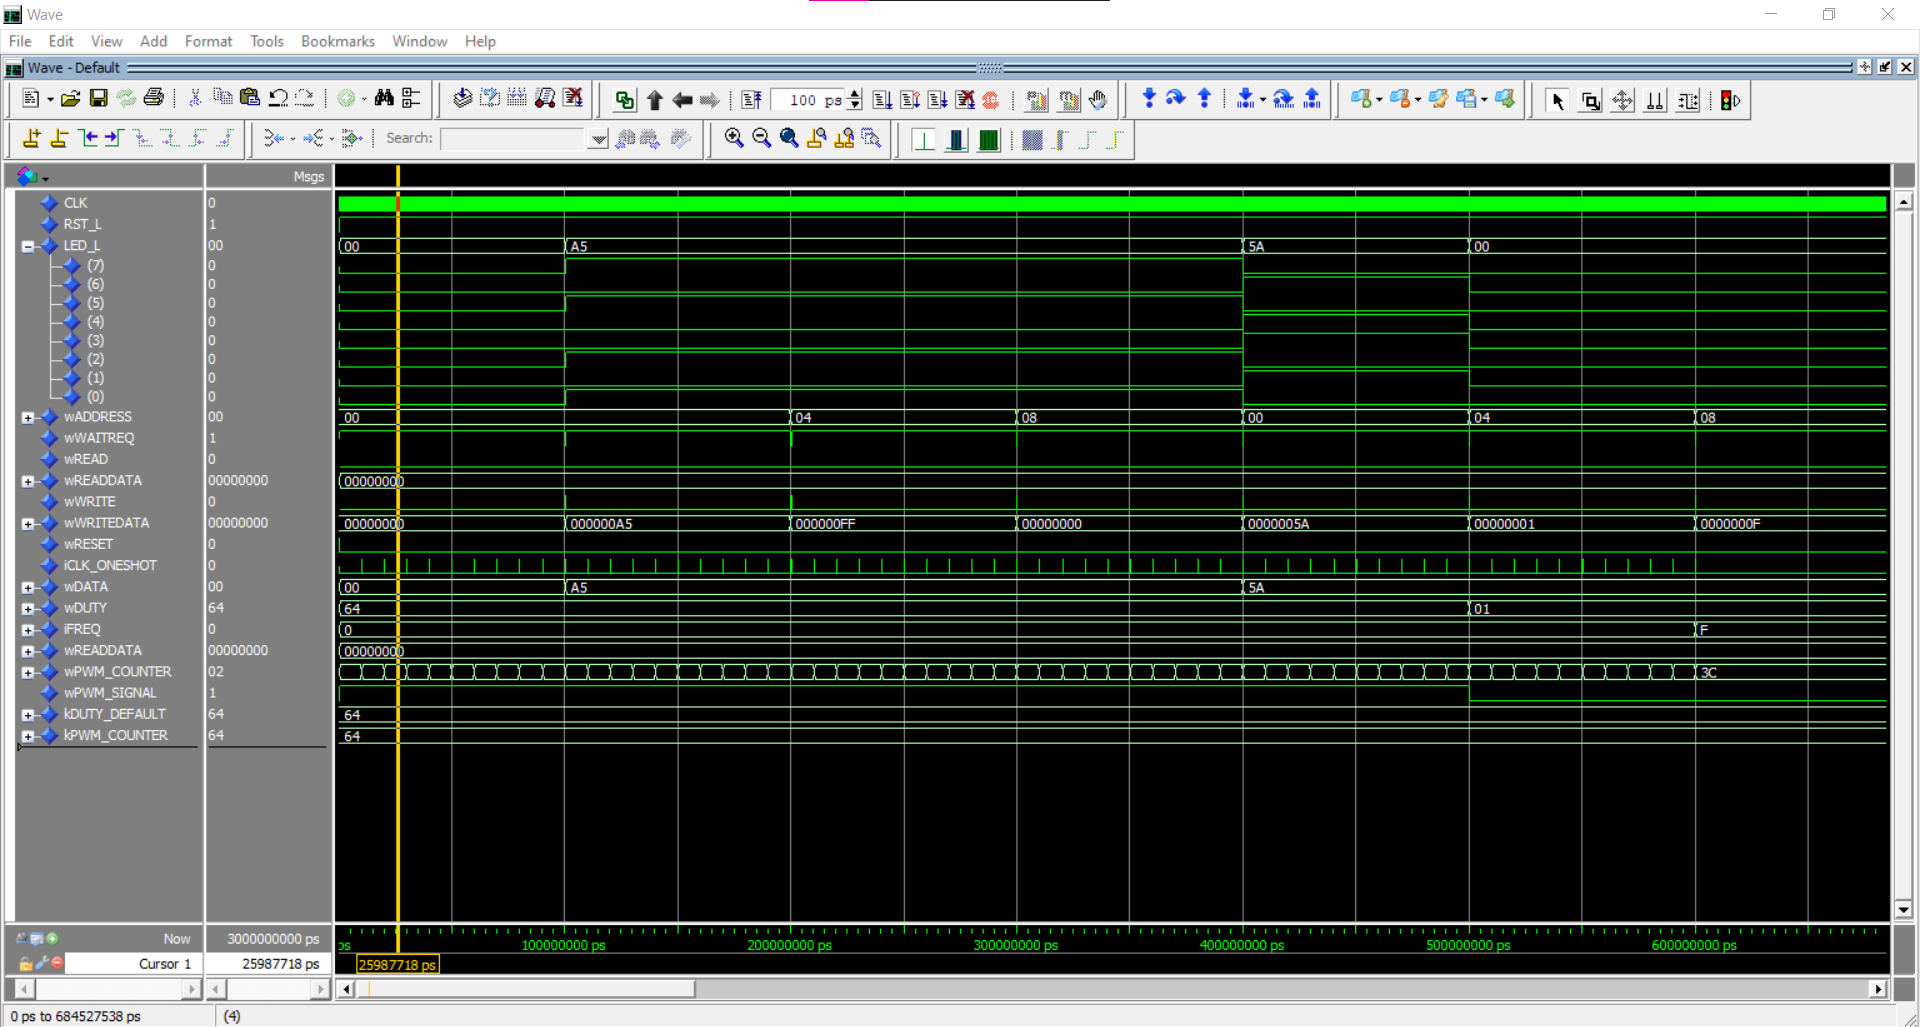 Wave
File Edit View Add Format Tools Bookmarks Window Help
Wave - Default
100 ps
Search:
Msgs
CLK 0
RST_L 1
LED_L 00 00 A5 5A 00
(7) 0
(6) 0
(5) 0
(4) 0
(3) 0
(2) 0
(1) 0
(0) 0
wADDRESS 00 00 04 08 00 04 08
wWAITREQ 1
wREAD 0
wREADDATA 00000000 00000000
wWRITE 0
wWRITEDATA 00000000 00000000 000000A5 000000FF 00000000 0000005A 00000001 0000000F
wRESET 0
iCLK_ONESHOT 0
wDATA 00 00 A5 5A
wDUTY 64 64 01
iFREQ 0 0 F
wREADDATA 00000000 00000000
wPWM_COUNTER 02 3C
wPWM_SIGNAL 1
kDUTY_DEFAULT 64 64
kPWM_COUNTER 64 64
Now 3000000000 ps ps 100000000 ps 200000000 ps 300000000 ps 400000000 ps 500000000 ps 600000000 ps
Cursor 1 25987718 ps 25987718 ps
0 ps to 684527538 ps (4)